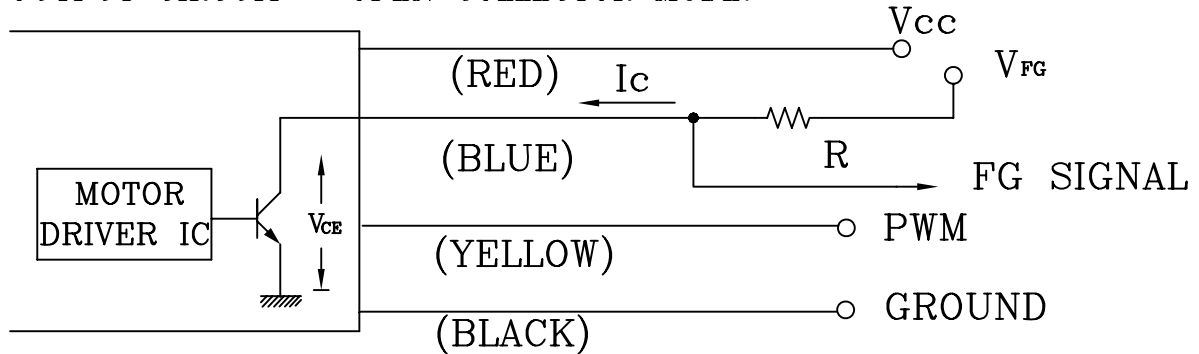 Vcc
(RED)
Ic
VFG
(BLUE)
R
MOTOR
DRIVER IC
VCE
FG SIGNAL
PWM
(YELLOW)
GROUND
(BLACK)